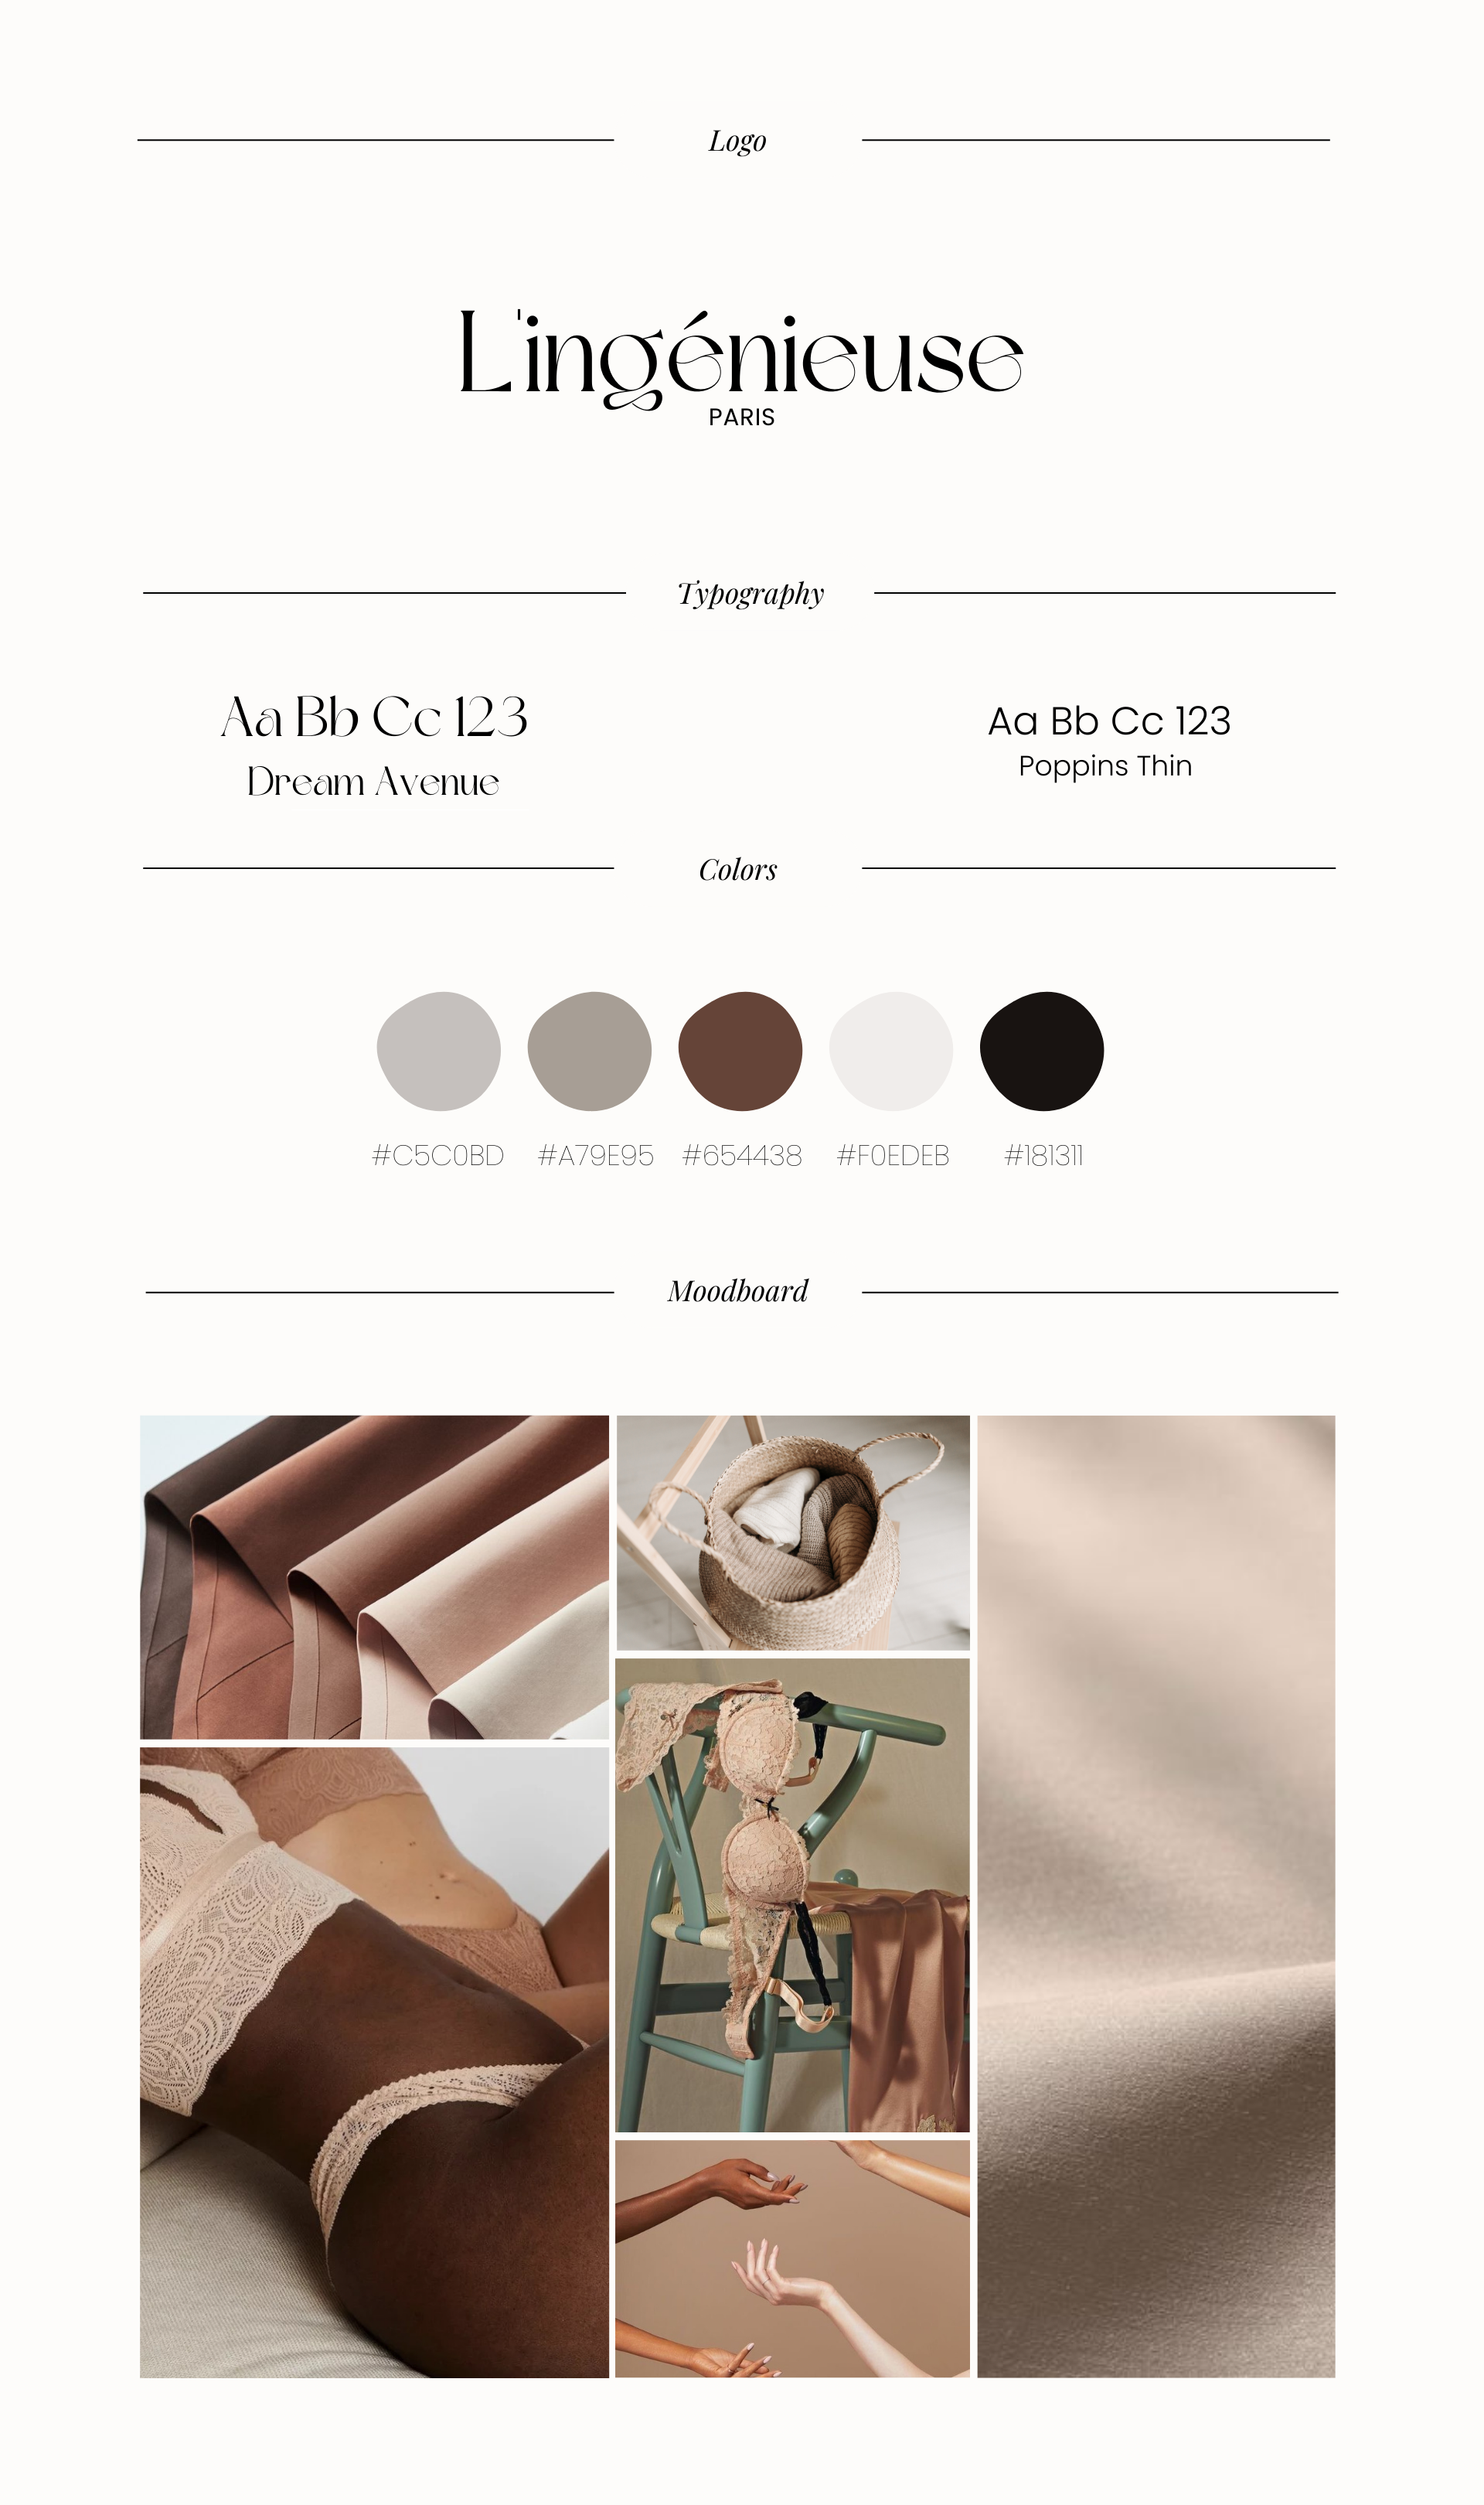 Logo
L'ingénieuse
PARIS
Typography
Aa Bb Cc 123
Dream Avenue
Aa Bb Cc 123
Poppins Thin
Colors
#C5C0BD #A79E95 #654438 #F0EDEB #181311
Moodboard